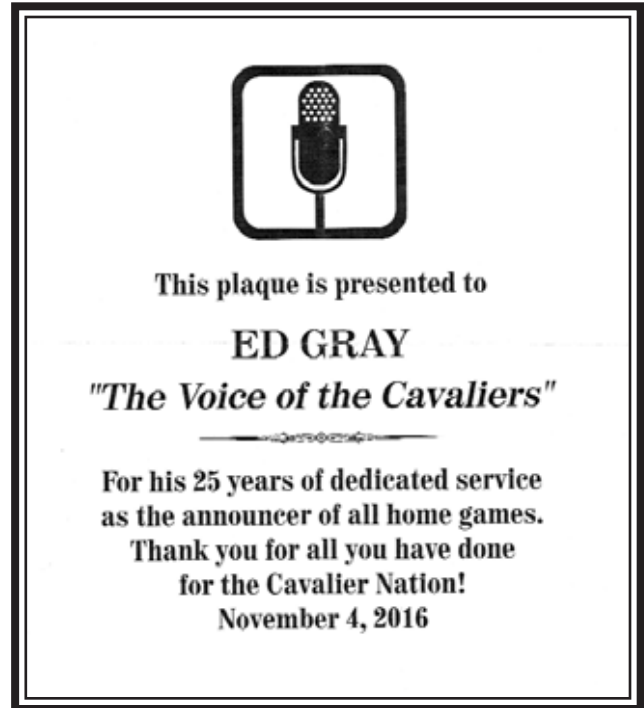 This plaque is presented to
ED GRAY
"The Voice of the Cavaliers"
For his 25 years of dedicated service
as the announcer of all home games.
Thank you for all you have done
for the Cavalier Nation!
November 4, 2016